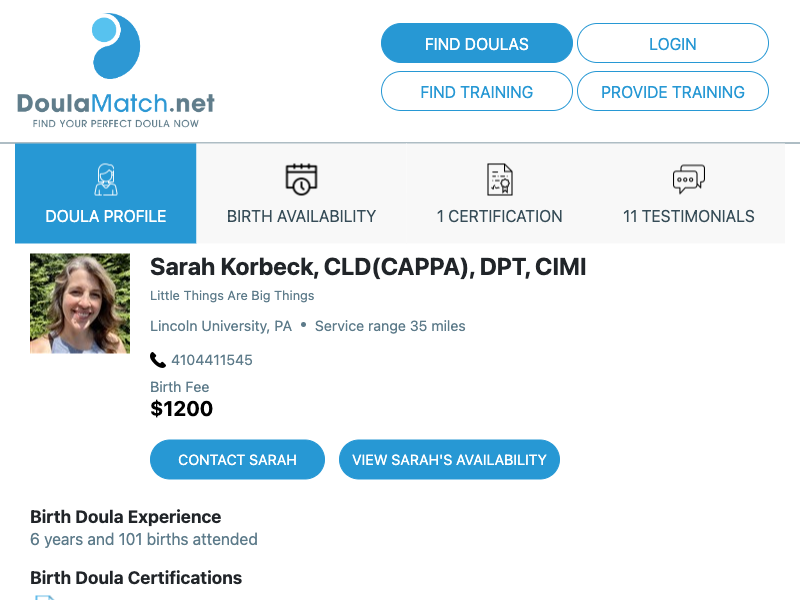 DoulaMatch.net
FIND YOUR PERFECT DOULA NOW
FIND DOULAS
LOGIN
FIND TRAINING
PROVIDE TRAINING
DOULA PROFILE
BIRTH AVAILABILITY
1 CERTIFICATION
11 TESTIMONIALS
Sarah Korbeck, CLD(CAPPA), DPT, CIMI
Little Things Are Big Things
Lincoln University, PA • Service range 35 miles
4104411545
Birth Fee
$1200
CONTACT SARAH
VIEW SARAH'S AVAILABILITY
Birth Doula Experience
6 years and 101 births attended
Birth Doula Certifications